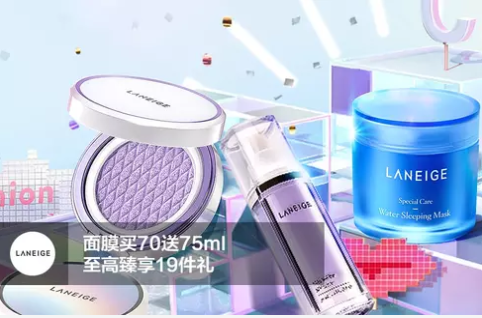 LANEIGE
LANEIGE
LANEIGE
Special Care
Water Sleeping Mask
LANEIGE
面膜买70送75ml
至高臻享19件礼